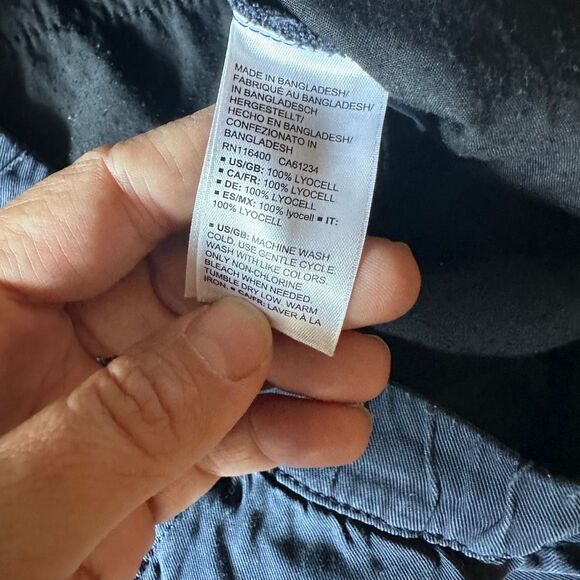 MADE IN BANGLADESH/
FABRIQUÉ AU BANGLADESH/
IN BANGLADESCH
HERGESTELLT/
HECHO EN BANGLADESH/
CONFEZIONATO IN
BANGLADESH
RN116400 CA61234
▪ US/GB: 100% LYOCELL
▪ CA/FR: 100% LYOCELL
▪ DE: 100% LYOCELL
▪ ES/MX: 100% lyocell ▪ IT:
100% LYOCELL
▪ US/GB: MACHINE WASH
COLD. USE GENTLE CYCLE.
WASH WITH LIKE COLORS.
ONLY NON-CHLORINE
BLEACH WHEN NEEDED.
TUMBLE DRY LOW. WARM
IRON. ▪ CA/FR: LAVER À LA